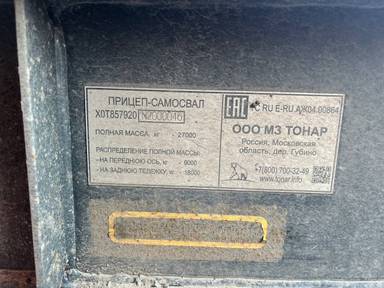 ПРИЦЕП-САМОСВАЛ
X0T857920
ПОЛНАЯ МАССА, кг - 27000
РАСПРЕДЕЛЕНИЕ ПОЛНОЙ МАССЫ:
- НА ПЕРЕДНЮЮ ОСЬ, кг - 9000
- НА ЗАДНЮЮ ТЕЛЕЖКУ, кг - 18000
EAC
C RU E-RU.АЖ04.00864
ООО МЗ ТОНАР
Россия, Московская
область, дер. Губино
+7(800) 700-32-49
www.tonar.info